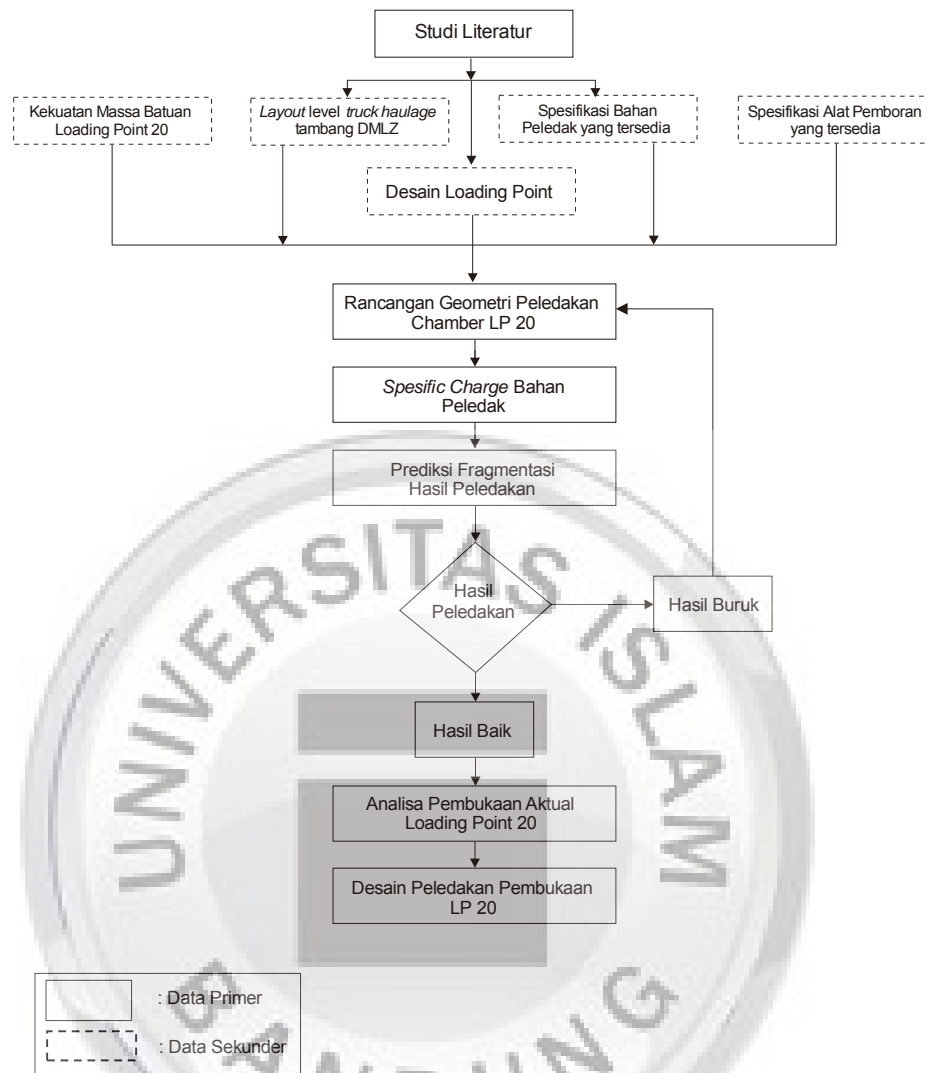 Studi Literatur
Kekuatan Massa Batuan
Loading Point 20
Layout level truck haulage
tambang DMLZ
Spesifikasi Bahan
Peledak yang tersedia
Spesifikasi Alat Pemboran
yang tersedia
Desain Loading Point
Rancangan Geometri Peledakan
Chamber LP 20
Spesific Charge Bahan
Peledak
Prediksi Fragmentasi
Hasil Peledakan
Hasil
Peledakan
Hasil Buruk
Hasil Baik
Analisa Pembukaan Aktual
Loading Point 20
Desain Peledakan Pembukaan
LP 20
: Data Primer
: Data Sekunder
UNIVERSITAS ISLAM
BANDUNG